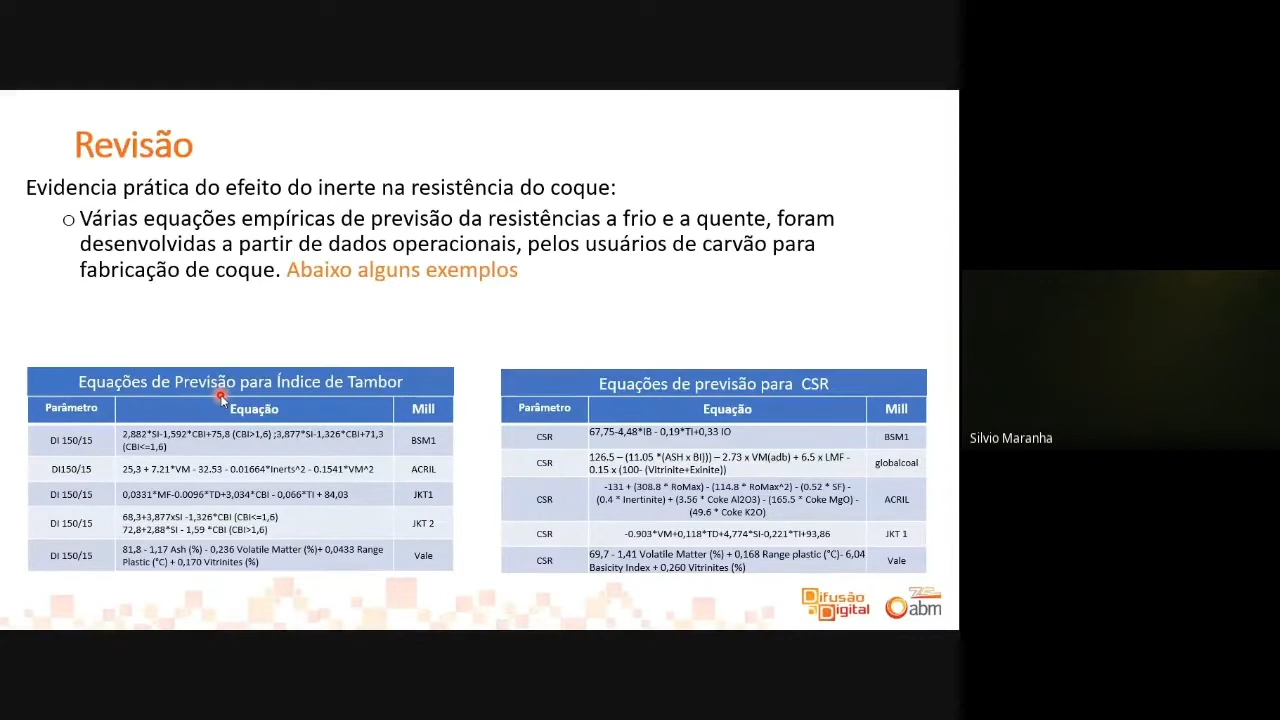 Revisão
Evidencia prática do efeito do inerte na resistência do coque:
o Várias equações empíricas de previsão da resistências a frio e a quente, foram
desenvolvidas a partir de dados operacionais, pelos usuários de carvão para
fabricação de coque. Abaixo alguns exemplos
Equações de Previsão para Índice de Tambor
Parâmetro Equação Mill
DI 150/15 2,882*SI-1,592*CBI+75,8 (CBI>1,6) ;3,877*SI-1,326*CBI+71,3
(CBI<=1,6) BSM1
DI150/15 25,3 + 7.21*VM - 32.53 - 0.01664*Inerts^2 - 0.1541*VM^2 ACRIL
DI 150/15 0,0331*MF-0.0096*TD+3,034*CBI - 0,066*TI + 84,03 JKT1
DI 150/15 68,3+3,877xSI -1,326*CBI (CBI<=1,6)
72,8+2,88*SI - 1,59 *CBI (CBI>1,6) JKT 2
DI 150/15 81,8 - 1,17 Ash (%) - 0,236 Volatile Matter (%)+ 0,0433 Range
Plastic (°C) + 0,170 Vitrinites (%) Vale
Equações de previsão para CSR
Parâmetro Equação Mill
CSR 67,75-4,48*IB - 0,19*TI+0,33 IO BSM1
CSR 126.5 – (11.05 *(ASH x BI))) – 2.73 x VM(adb) + 6.5 x LMF -
0.15 x (100- (Vitrinite+Exinite)) globalcoal
CSR -131 + (308.8 * RoMax) - (114.8 * RoMax^2) - (0.52 * SF) -
(0.4 * Inertinite) + (3.56 * Coke Al2O3) - (165.5 * Coke MgO) -
(49.6 * Coke K2O) ACRIL
CSR -0.903*VM+0,118*TD+4,774*SI-0,221*TI+93,86 JKT 1
CSR 69,7 - 1,41 Volatile Matter (%) + 0,168 Range plastic (°C)- 6,04
Basicity Index + 0,260 Vitrinites (%) Vale
Difusão
Digital
abm
Silvio Maranha